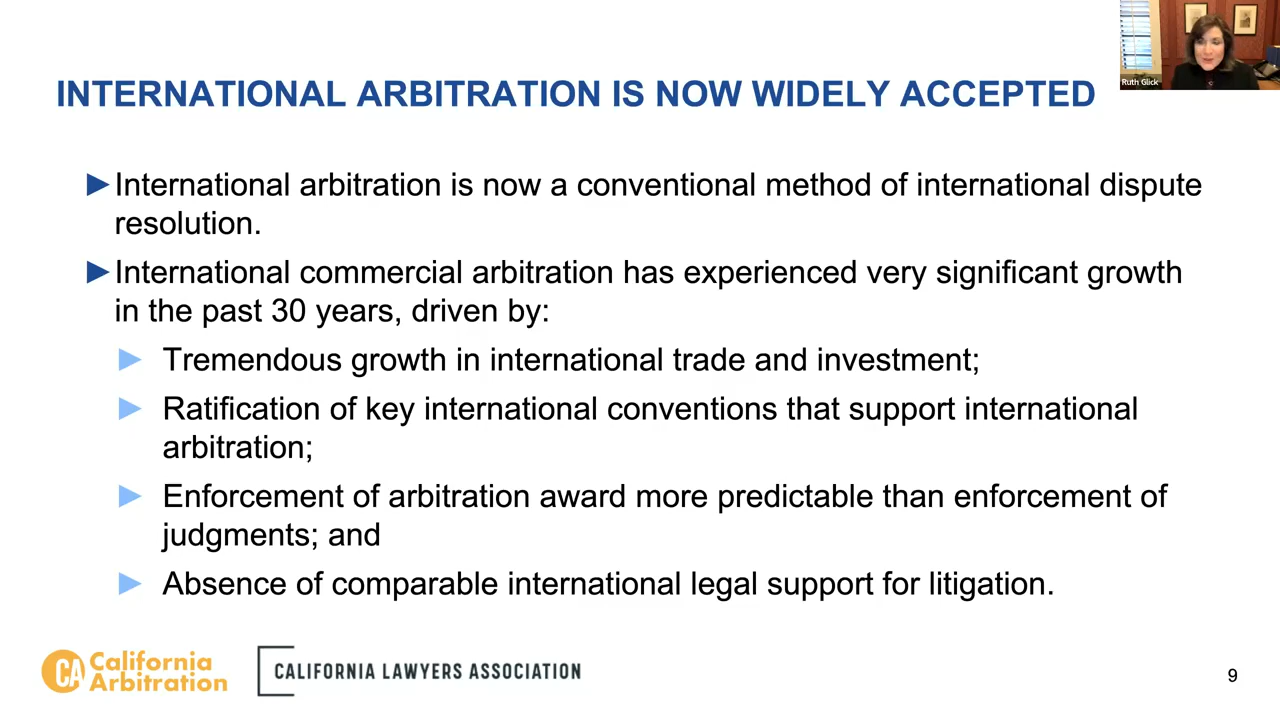 INTERNATIONAL ARBITRATION IS NOW WIDELY ACCEPTED
Ruth Glick
►International arbitration is now a conventional method of international dispute
resolution.
►International commercial arbitration has experienced very significant growth
in the past 30 years, driven by:
► Tremendous growth in international trade and investment;
► Ratification of key international conventions that support international
arbitration;
► Enforcement of arbitration award more predictable than enforcement of
judgments; and
► Absence of comparable international legal support for litigation.
CA California
Arbitration
CALIFORNIA LAWYERS ASSOCIATION
9